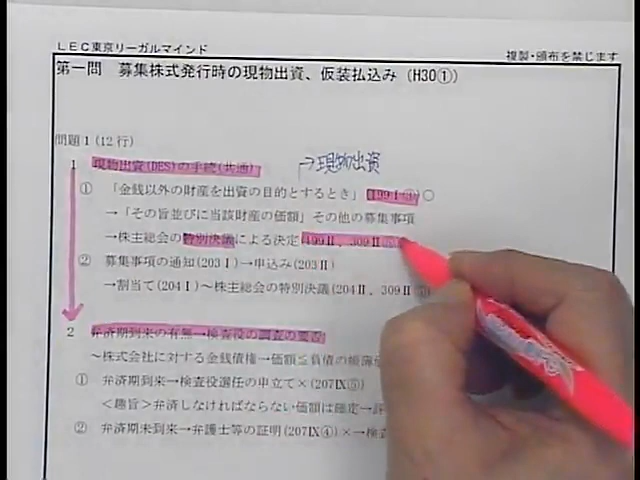 LEC東京リーガルマインド
複製・頒布を禁じます
第一問 募集株式発行時の現物出資、仮装払込み (H30①)
問題1 (12行)
1 現物出資(DES)の手続(共通) →現物出資
① 「金銭以外の財産を出資の目的とするとき」(199Ⅰ③)○
→「その旨並びに当該財産の価額」その他の募集事項
→株主総会の特別決議による決定(199Ⅱ、309Ⅱ
② 募集事項の通知(203Ⅰ)→申込み(203Ⅱ)
→割当て(204Ⅰ)～株主総会の特別決議(204Ⅱ、309Ⅱ
2 弁済期到来の有無→検査役の調査の要否
～株式会社に対する金銭債権→価額≦負債の帳簿
① 弁済期到来→検査役選任の申立て×(207Ⅸ⑤)
＜趣旨＞弁済しなければならない価額は確定→
② 弁済期未到来→弁護士等の証明(207Ⅸ④)×→検